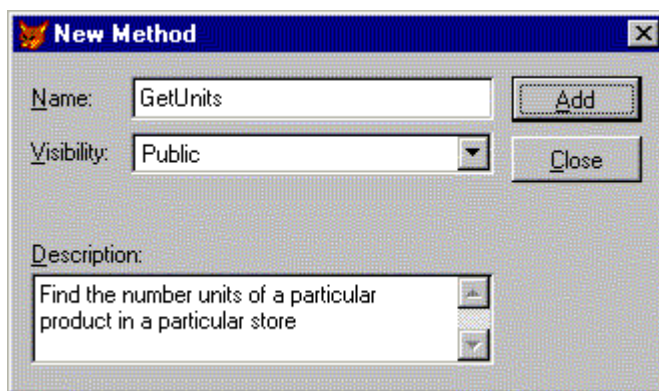 New Method
Name: GetUnits Add
Visibility: Public Close
Description:
Find the number units of a particular
product in a particular store